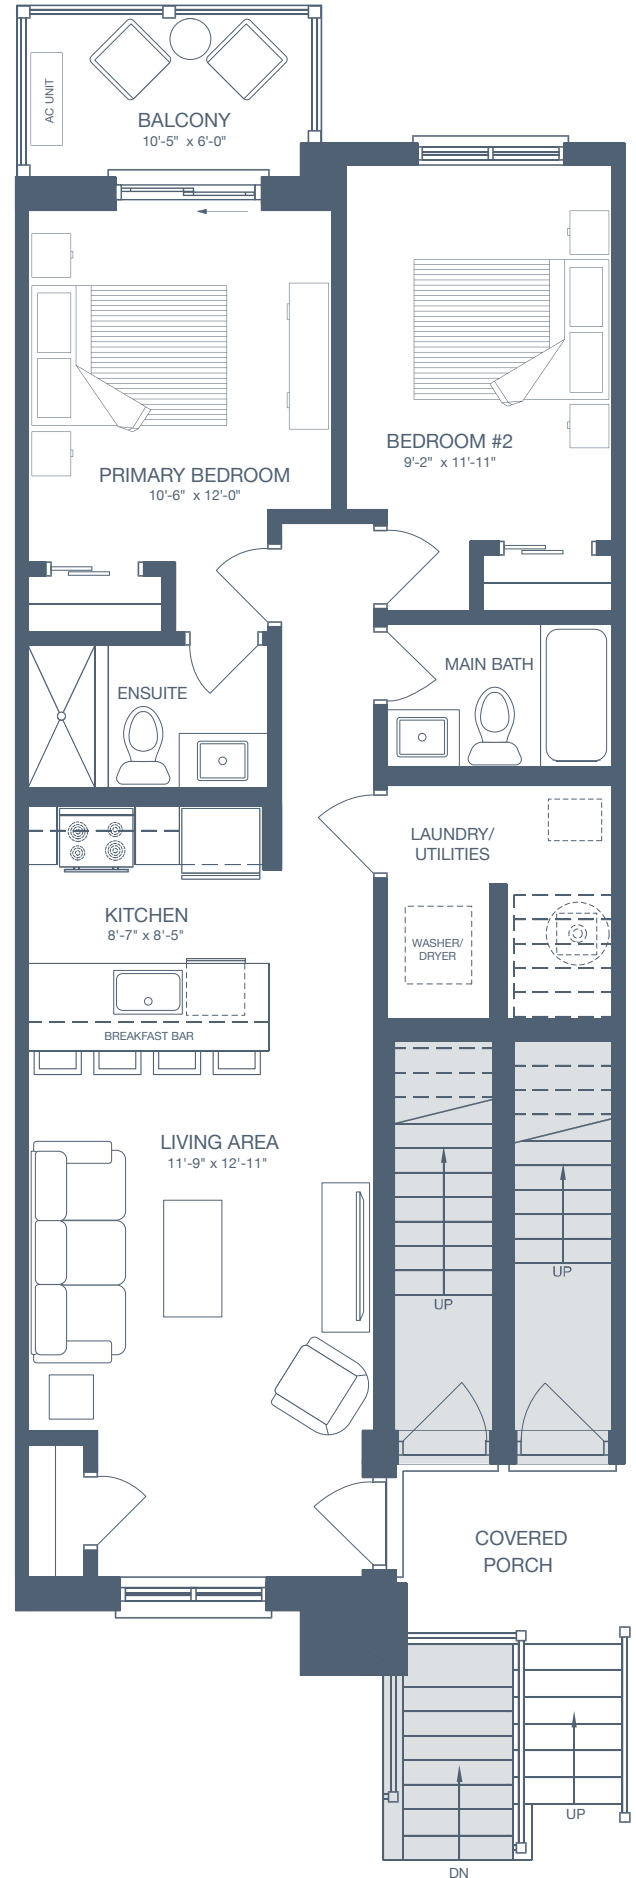 AC UNIT
BALCONY
10'-5" x 6'-0"
BEDROOM #2
9'-2" x 11'-11"
PRIMARY BEDROOM
10'-6" x 12'-0"
MAIN BATH
ENSUITE
LAUNDRY/
UTILITIES
KITCHEN
8'-7" x 8'-5"
WASHER/
DRYER
BREAKFAST BAR
LIVING AREA
11'-9" x 12'-11"
UP
UP
COVERED
PORCH
UP
DN